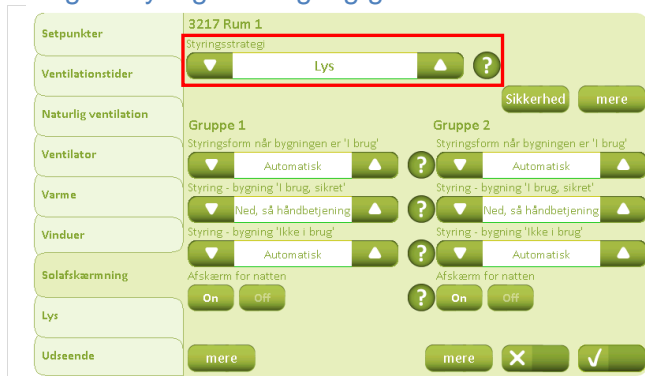 Setpunkter
Ventilationstider
Naturlig ventilation
Ventilator
Varme
Vinduer
Solafskærmning
Lys
Udseende
3217 Rum 1
Styringsstrategi
Lys
?
Sikkerhed mere
Gruppe 1
Styringsform når bygningen er 'I brug'
Automatisk ?
Styring - bygning 'I brug, sikret'
Ned, så håndbetjening ?
Styring - bygning 'Ikke i brug'
Automatisk ?
Afskærm for natten
On Off ?
mere
Gruppe 2
Styringsform når bygningen er 'I brug'
Automatisk
Styring - bygning 'I brug, sikret'
Ned, så håndbetjening
Styring - bygning 'Ikke i brug'
Automatisk
Afskærm for natten
On Off
mere